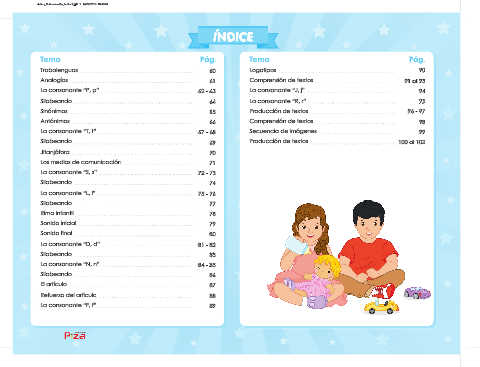 ÍNDICE
Tema Pág.
Trabalenguas 60
Analogías 61
La consonante "P, p" 62 - 63
Silabeando 64
Sinónimos 65
Antónimos 66
La consonante "T, t" 67 - 68
Silabeando 69
Jitanjáfora 70
Los medios de comunicación 71
La consonante "S, s" 72 - 73
Silabeando 74
La consonante "L, l" 75 - 76
Silabeando 77
Rima infantil 78
Sonido inicial 79
Sonido final 80
La consonante "D, d" 81 - 82
Silabeando 83
La consonante "N, n" 84 - 85
Silabeando 86
El artículo 87
Refuerzo del artículo 88
La consonante "F, f" 89
Tema Pág.
Logotipos 90
Comprensión de textos 91 al 93
La consonante "J, j" 94
La consonante "R, r" 95
Producción de textos 96 - 97
Comprensión de textos 98
Secuencia de imágenes 99
Producción de textos 100 al 102